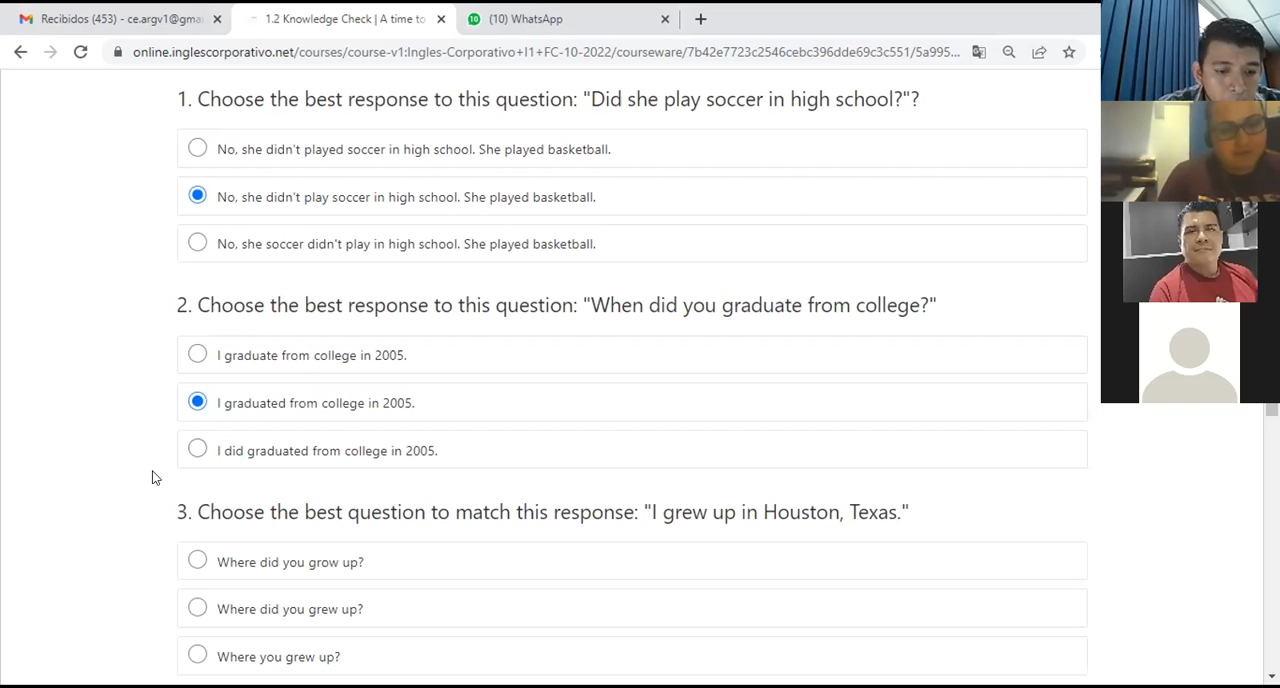 Recibidos (453) - ce.argv1@gma
1.2 Knowledge Check | A time to
10
(10) WhatsApp
online.inglescorporativo.net/courses/course-v1:Ingles-Corporativo+I1+FC-10-2022/courseware/7b42e7723c2546cebc396dde69c3c551/5a995...
1. Choose the best response to this question: "Did she play soccer in high school?"?
No, she didn't played soccer in high school. She played basketball.
No, she didn't play soccer in high school. She played basketball.
No, she soccer didn't play in high school. She played basketball.
2. Choose the best response to this question: "When did you graduate from college?"
I graduate from college in 2005.
I graduated from college in 2005.
I did graduated from college in 2005.
3. Choose the best question to match this response: "I grew up in Houston, Texas."
Where did you grow up?
Where did you grew up?
Where you grew up?